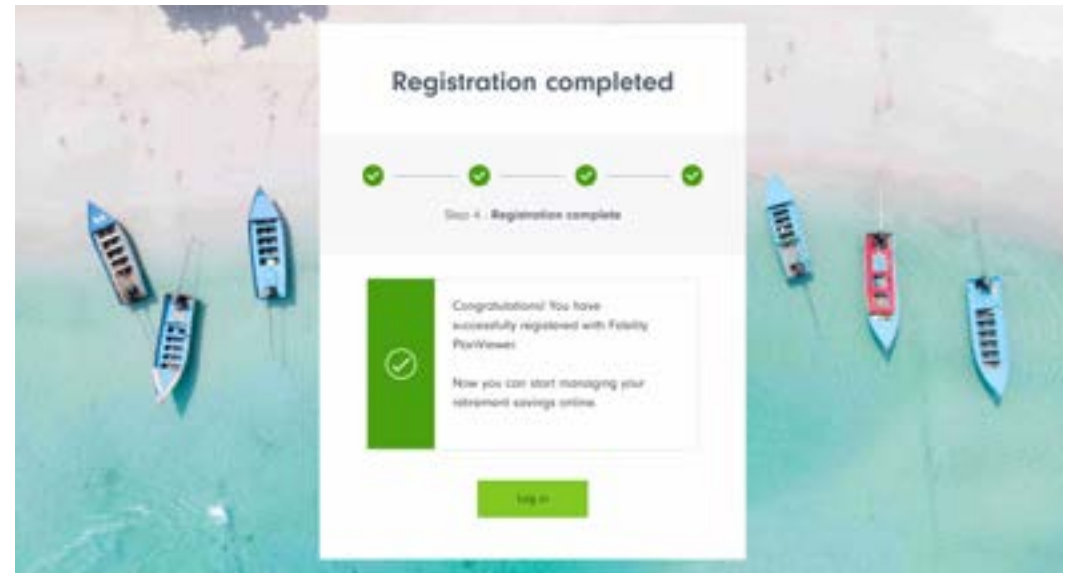 Registration completed
Step 4 : Registration complete
Congratulations! You have
successfully registered with Fidelity
PlanViewer.
Now you can start managing your
retirement savings online.
Log in